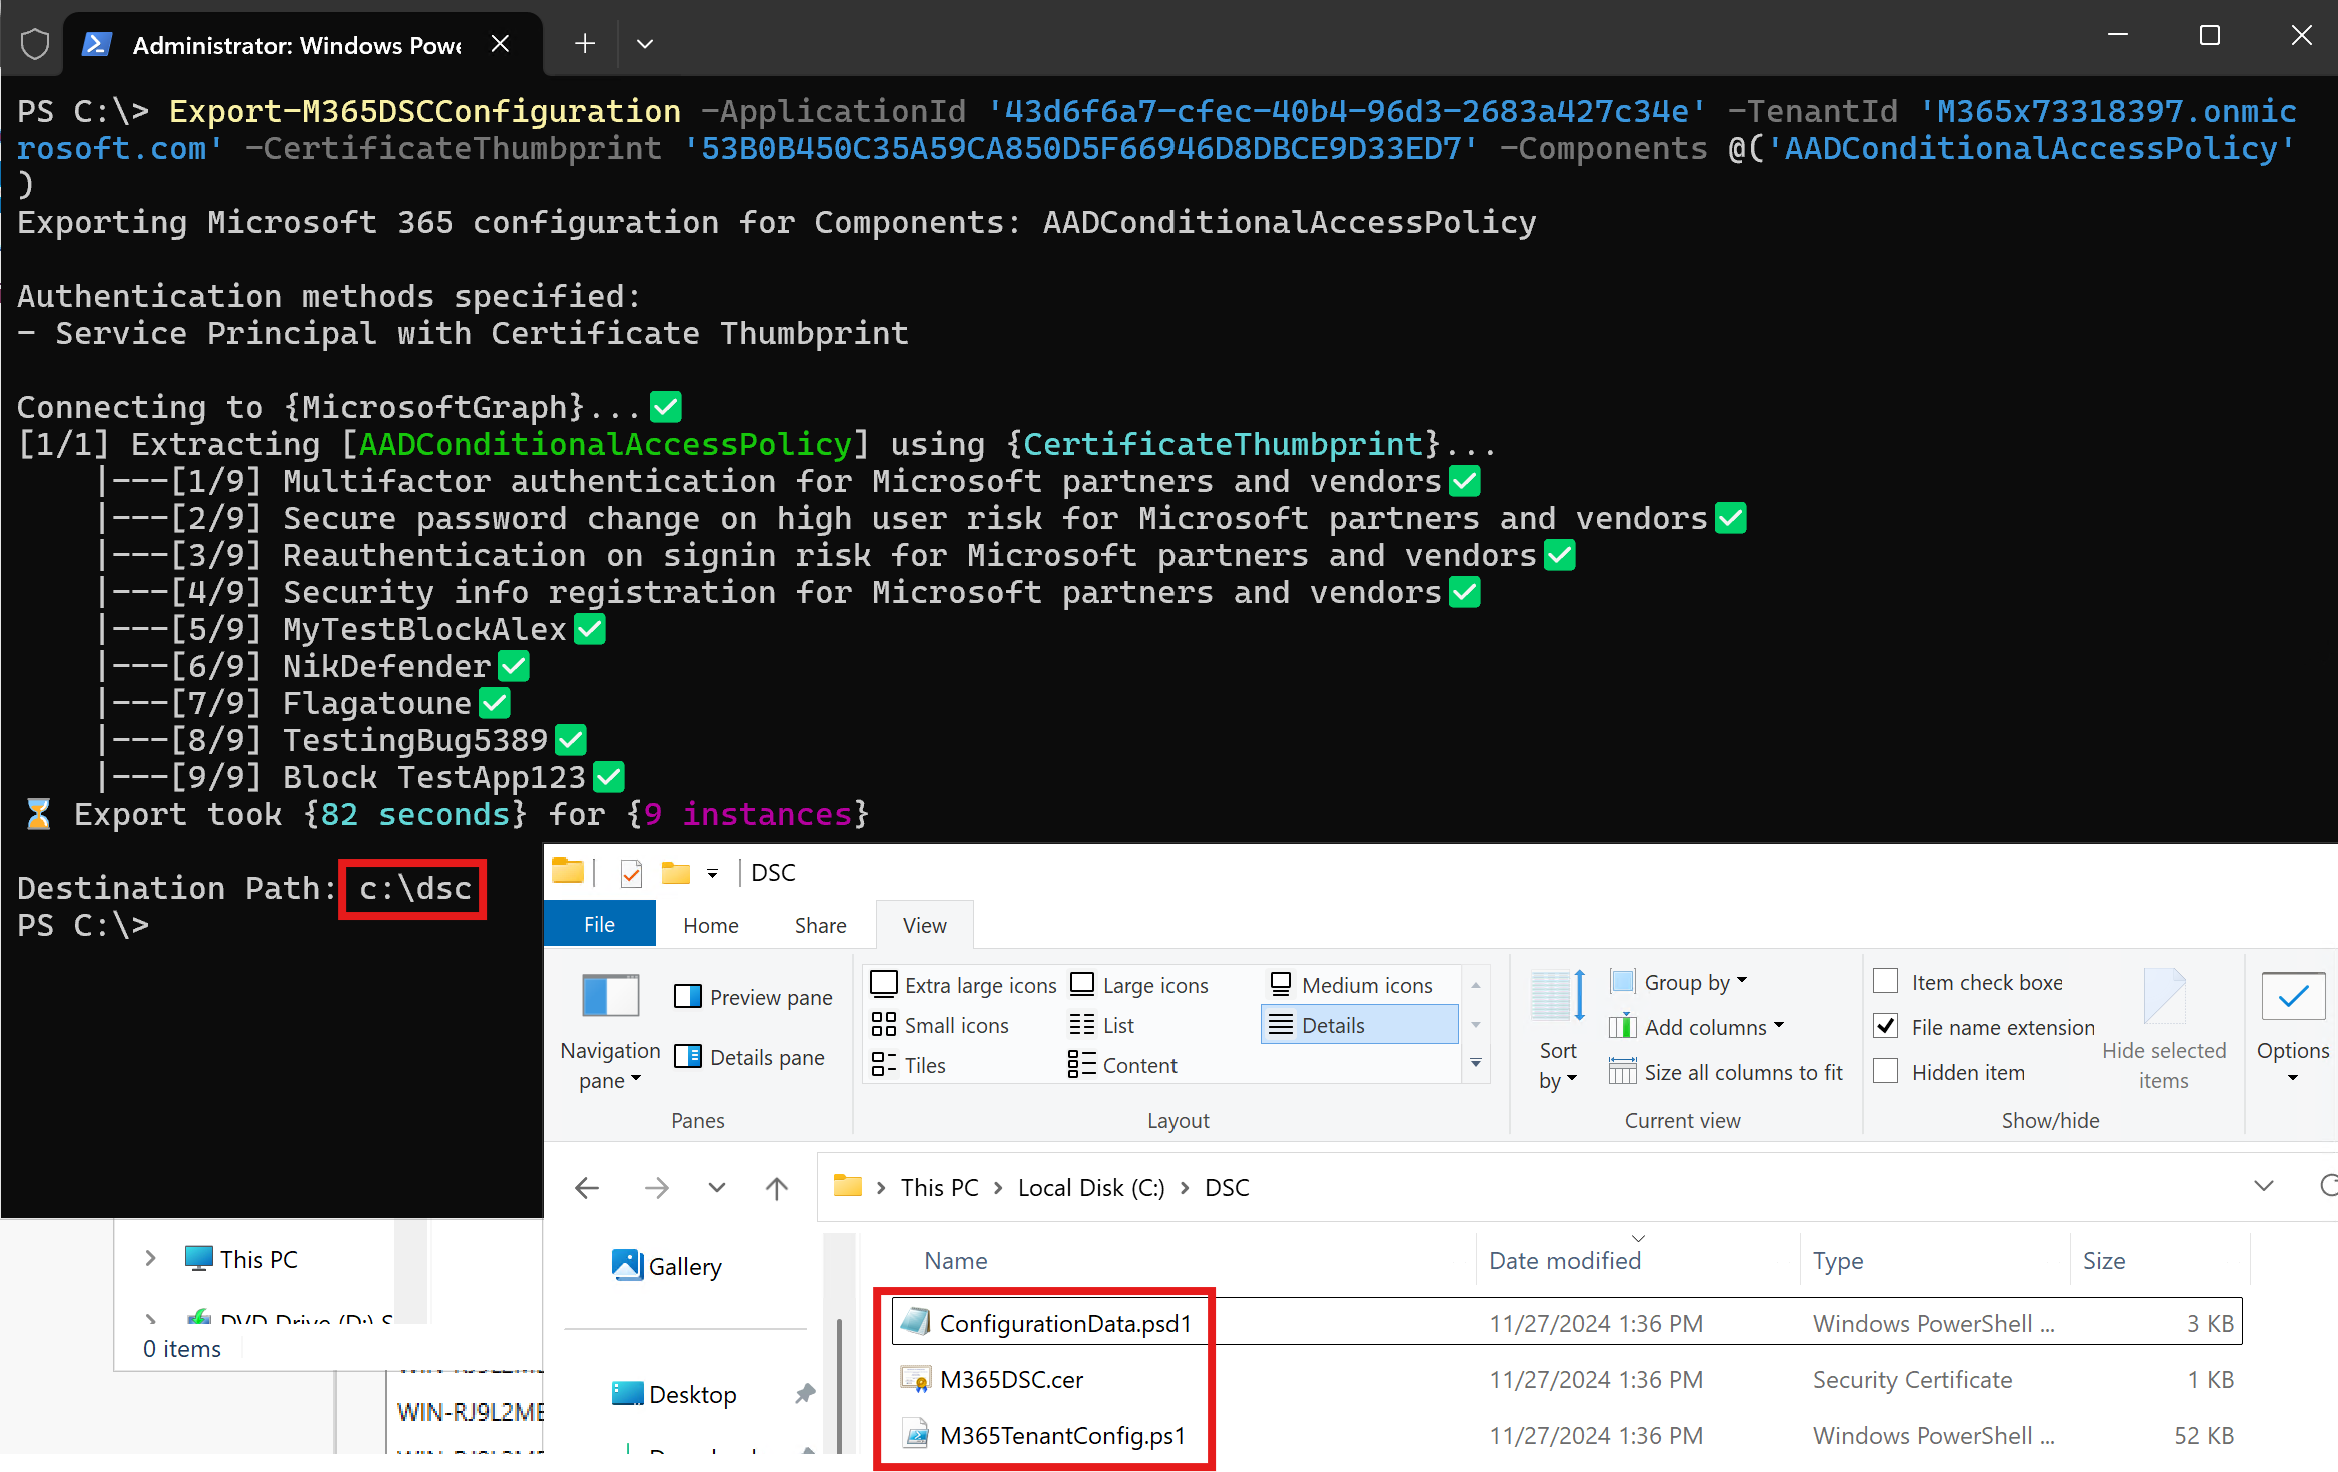 Administrator: Windows Powe
PS C:\> Export-M365DSCConfiguration -ApplicationId '43d6f6a7-cfec-40b4-96d3-2683a427c34e' -TenantId 'M365x73318397.onmic
rosoft.com' -CertificateThumbprint '53B0B450C35A59CA850D5F66946D8DBCE9D33ED7' -Components @('AADConditionalAccessPolicy'
)
Exporting Microsoft 365 configuration for Components: AADConditionalAccessPolicy
Authentication methods specified:
- Service Principal with Certificate Thumbprint
Connecting to {MicrosoftGraph}...✅
[1/1] Extracting [AADConditionalAccessPolicy] using {CertificateThumbprint}...
|---[1/9] Multifactor authentication for Microsoft partners and vendors✅
|---[2/9] Secure password change on high user risk for Microsoft partners and vendors✅
|---[3/9] Reauthentication on signin risk for Microsoft partners and vendors✅
|---[4/9] Security info registration for Microsoft partners and vendors✅
|---[5/9] MyTestBlockAlex✅
|---[6/9] NikDefender✅
|---[7/9] Flagatoune✅
|---[8/9] TestingBug5389✅
|---[9/9] Block TestApp123✅
⌛ Export took {82 seconds} for {9 instances}
Destination Path: c:\dsc
PS C:\>
DSC
File Home Share View
Navigation pane
Preview pane
Details pane
Panes
Extra large icons Large icons Medium icons
Small icons List Details
Tiles Content
Layout
Sort by
Group by
Add columns
Size all columns to fit
Current view
Item check boxe
File name extension
Hidden item
Hide selected items
Show/hide
Options
This PC > Local Disk (C:) > DSC
This PC
DVD Drive (D:) S
0 items
Gallery
Desktop
Name Date modified Type Size
ConfigurationData.psd1 11/27/2024 1:36 PM Windows PowerShell ... 3 KB
M365DSC.cer 11/27/2024 1:36 PM Security Certificate 1 KB
M365TenantConfig.ps1 11/27/2024 1:36 PM Windows PowerShell ... 52 KB